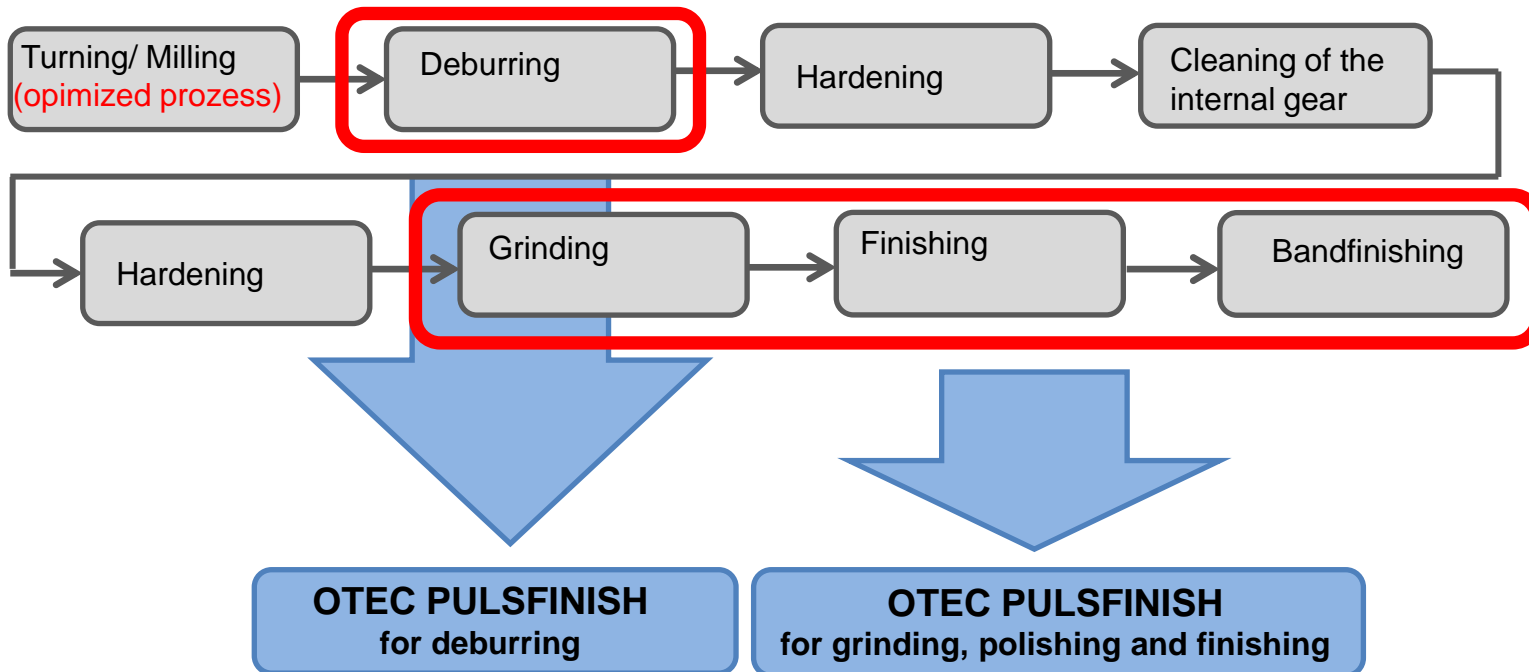 Turning/ Milling
(opimized prozess)
Deburring
Hardening
Cleaning of the
internal gear
Hardening
Grinding
Finishing
Bandfinishing
OTEC PULSFINISH
for deburring
OTEC PULSFINISH
for grinding, polishing and finishing